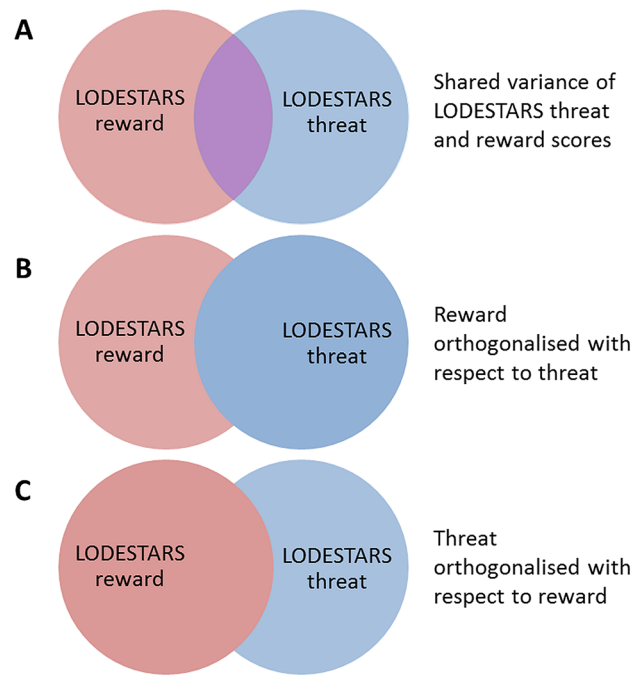 A
LODESTARS
reward
LODESTARS
threat
Shared variance of
LODESTARS threat
and reward scores
B
LODESTARS
reward
LODESTARS
threat
Reward
orthogonalised with
respect to threat
C
LODESTARS
reward
LODESTARS
threat
Threat
orthogonalised with
respect to reward